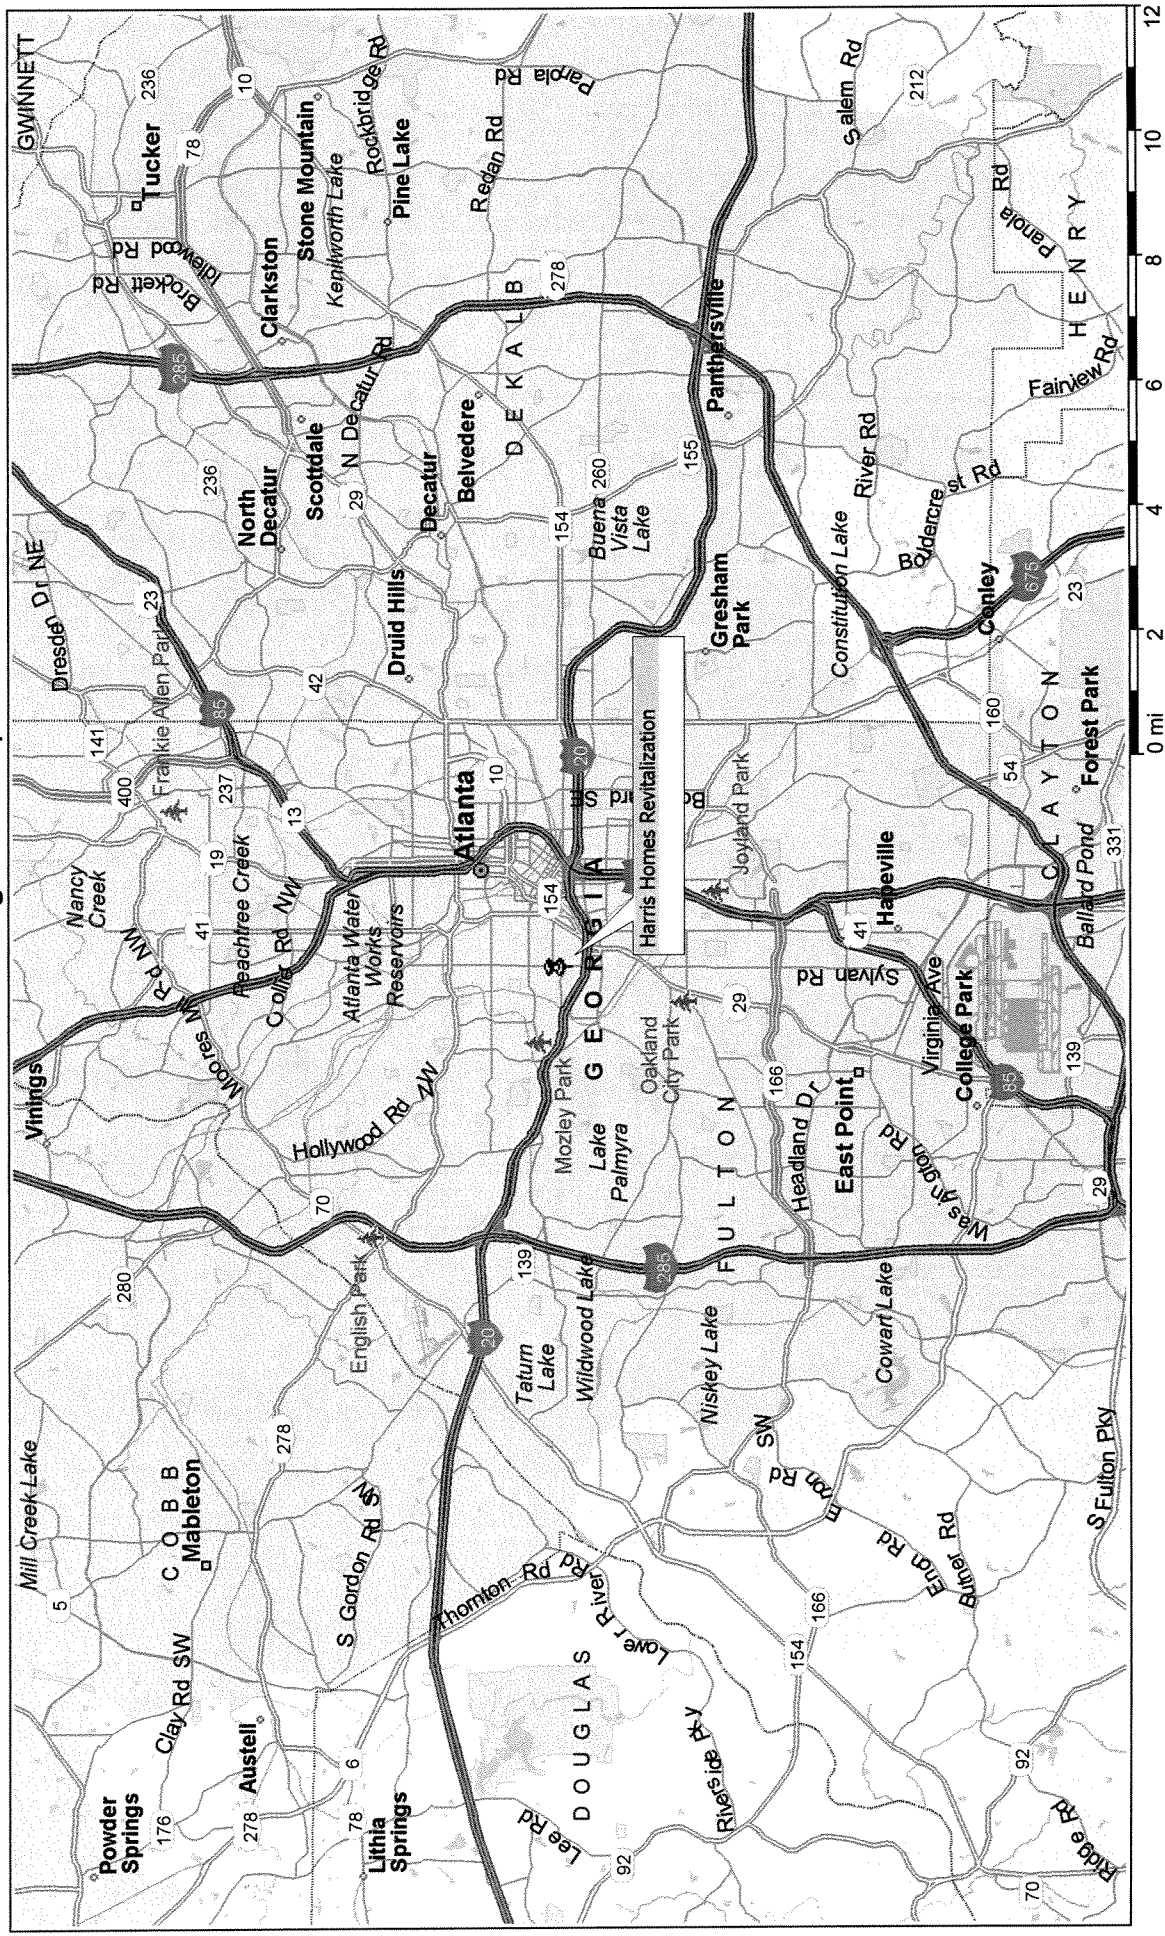 Mill Creek Lake
Vinings
Nancy
Creek
Dresden Dr NE
GWINNETT
5
141
Powder
Springs
280
Moores Mill Rd NW
400
Brockett Rd
Idlewood Rd
Tucker
236
176
Clay Rd SW
C O B B
Mableton
Frankie Allen Park
23
285
78
41
19
237
85
236
10
Austell
278
278
Peachtree Creek
Collier Rd NW
13
North
Decatur
Clarkston
Hollywood Rd NW
70
42
Scottdale
Stone Mountain
S Gordon Rd SW
6
78
English Park
Atlanta Water
Works
Reservoirs
29
N Decatur Rd
Kenilworth Lake
Rockbridge Rd
Lithia
Springs
Druid Hills
Decatur
Pine Lake
Thornton Rd
20
Atlanta
10
Belvedere
Redan Rd
Panola Rd
Tatum
Lake
139
154
154
D E K A L B
278
Lee Rd
Mozley Park
20
D O U G L A S
Wildwood Lake
Lake
Palmyra
G E O R G I A
Boulevard SE
Buena
Vista
Lake
260
92
Lower River Rd
285
Oakland
City Park
Harris Homes Revitalization
155
Riverside Pky
Niskey Lake
F U L T O N
29
Joyland Park
Gresham
Park
Panthersville
Enon Rd SW
154
166
166
Headland Dr
Sylvan Rd
East Point
41
Hapeville
Constitution Lake
River Rd
Salem Rd
Cowart Lake
Enon Rd
Butner Rd
Washington Rd
Virginia Ave
College Park
Bouldercrest Rd
212
85
160
Conley
675
Panola Rd
92
54
70
139
C L A Y T O N
23
Fairview Rd
H E N R Y
Ridge Rd
S Fulton Pky
29
Ballard Pond
331
Forest Park
0 mi
2
4
6
8
10
12